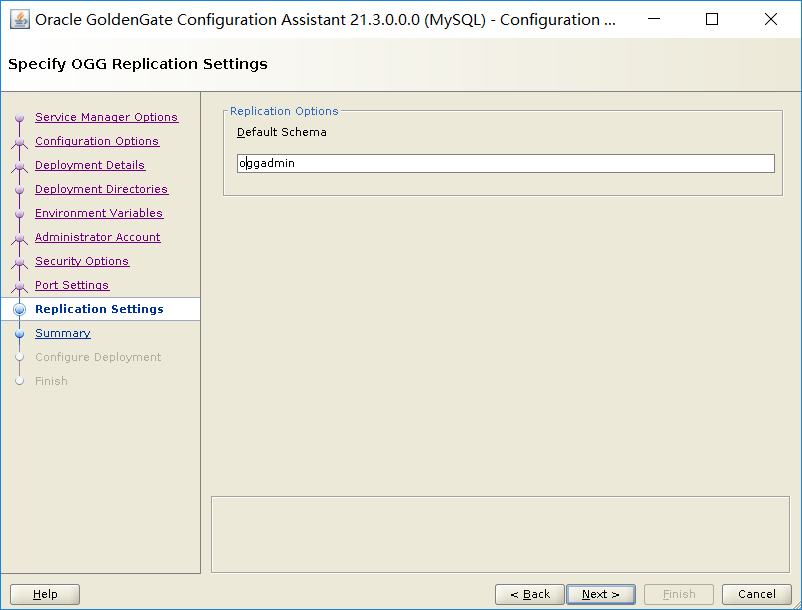 Oracle GoldenGate Configuration Assistant 21.3.0.0.0 (MySQL) - Configuration ...
Specify OGG Replication Settings
Service Manager Options
Configuration Options
Deployment Details
Deployment Directories
Environment Variables
Administrator Account
Security Options
Port Settings
Replication Settings
Summary
Configure Deployment
Finish
Replication Options
Default Schema
oggadmin
Help
< Back
Next >
Finish
Cancel